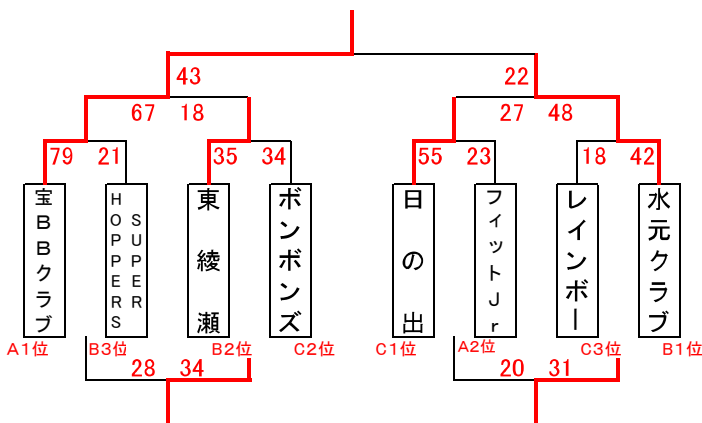 43 22
67 18 27 48
79 21 35 34 55 23 18 42
宝BBクラブ
HOPPERS
SUPER
東綾瀬
ボンボンズ
日の出
フィットJr
レインボー
水元クラブ
A1位 B3位 B2位 C2位 C1位 A2位 C3位 B1位
28 34 20 31